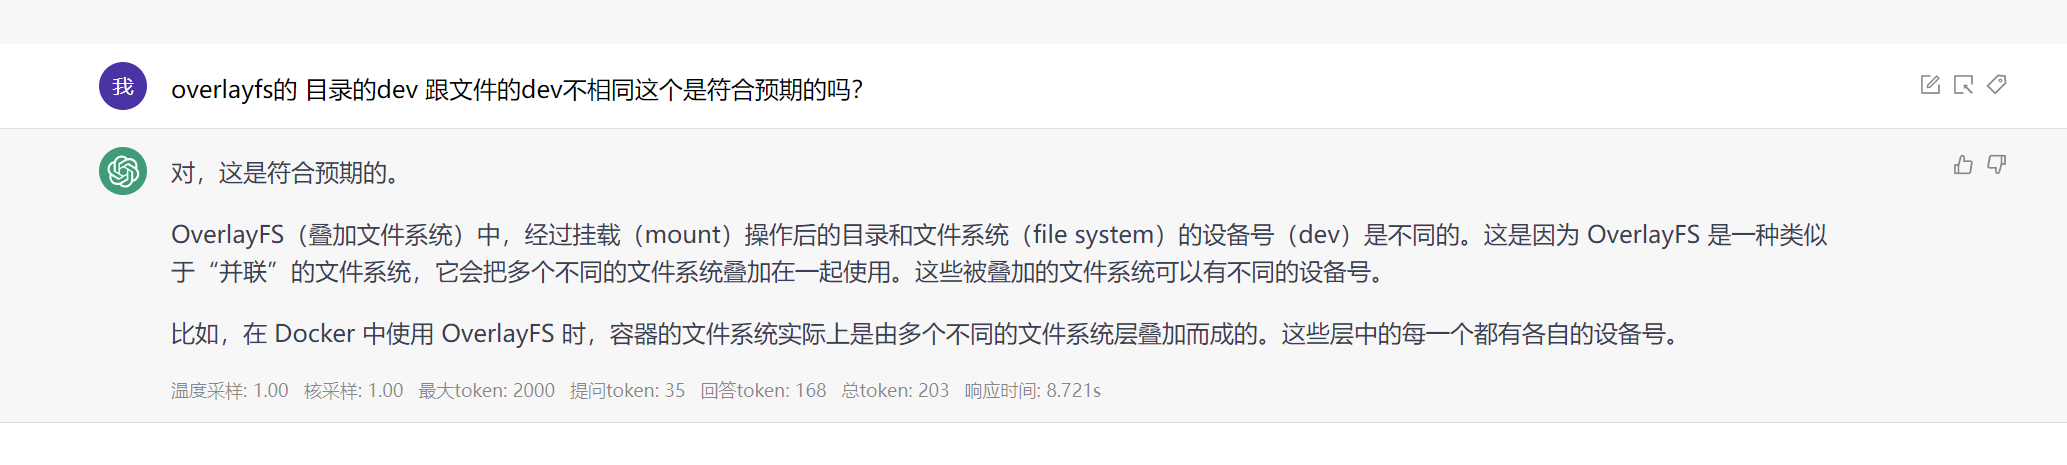 我
overlayfs的 目录的dev 跟文件的dev不相同这个是符合预期的吗？
对，这是符合预期的。
OverlayFS（叠加文件系统）中，经过挂载（mount）操作后的目录和文件系统（file system）的设备号（dev）是不同的。这是因为 OverlayFS 是一种类似
于“并联”的文件系统，它会把多个不同的文件系统叠加在一起使用。这些被叠加的文件系统可以有不同的设备号。
比如，在 Docker 中使用 OverlayFS 时，容器的文件系统实际上是由多个不同的文件系统层叠加而成的。这些层中的每一个都有各自的设备号。
温度采样: 1.00 核采样: 1.00 最大token: 2000 提问token: 35 回答token: 168 总token: 203 响应时间: 8.721s